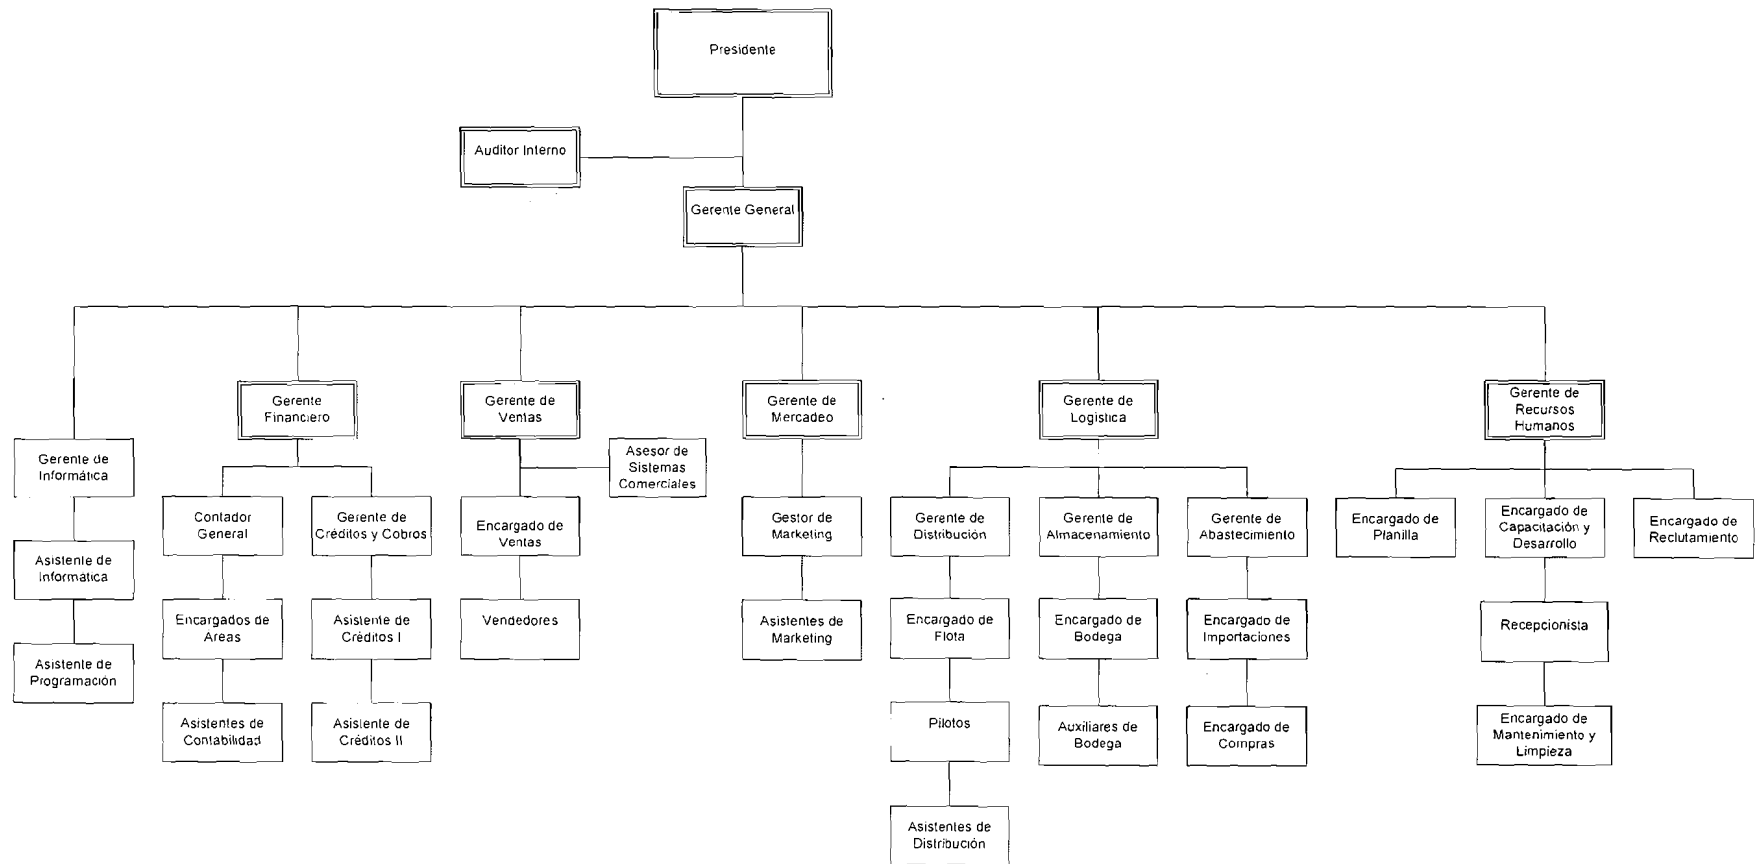 Presidente
Auditor Interno
Gerente General
Gerente
Financiero
Gerente de
Ventas
Gerente de
Mercadeo
Gerente de
Logística
Gerente de
Recursos
Humanos
Gerente de
Informática
Asesor de
Sistemas
Comerciales
Contador
General
Gerente de
Créditos y Cobros
Encargado de
Ventas
Gestor de
Marketing
Gerente de
Distribución
Gerente de
Almacenamiento
Gerente de
Abastecimiento
Encargado de
Planilla
Encargado de
Capacitación y
Desarrollo
Encargado de
Reclutamiento
Asistente de
Informática
Encargados de
Areas
Asistente de
Créditos I
Vendedores
Asistentes de
Marketing
Encargado de
Flota
Encargado de
Bodega
Encargado de
Importaciones
Recepcionista
Asistente de
Programación
Asistentes de
Contabilidad
Asistente de
Créditos II
Pilotos
Auxiliares de
Bodega
Encargado de
Compras
Encargado de
Mantenimiento y
Limpieza
Asistentes de
Distribución